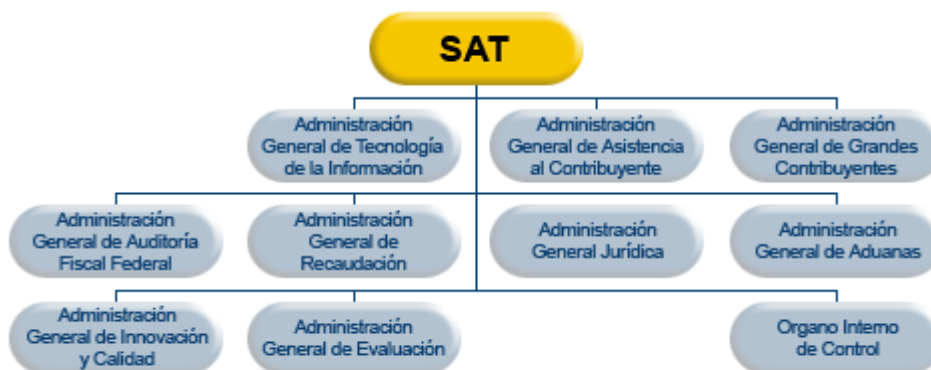 SAT
Administración
General de Tecnología
de la Información
Administración
General de Asistencia
al Contribuyente
Administración
General de Grandes
Contribuyentes
Administración
General de Auditoría
Fiscal Federal
Administración
General de
Recaudación
Administración
General Jurídica
Administración
General de Aduanas
Administración
General de Innovación
y Calidad
Administración
General de Evaluación
Organo Interno
de Control